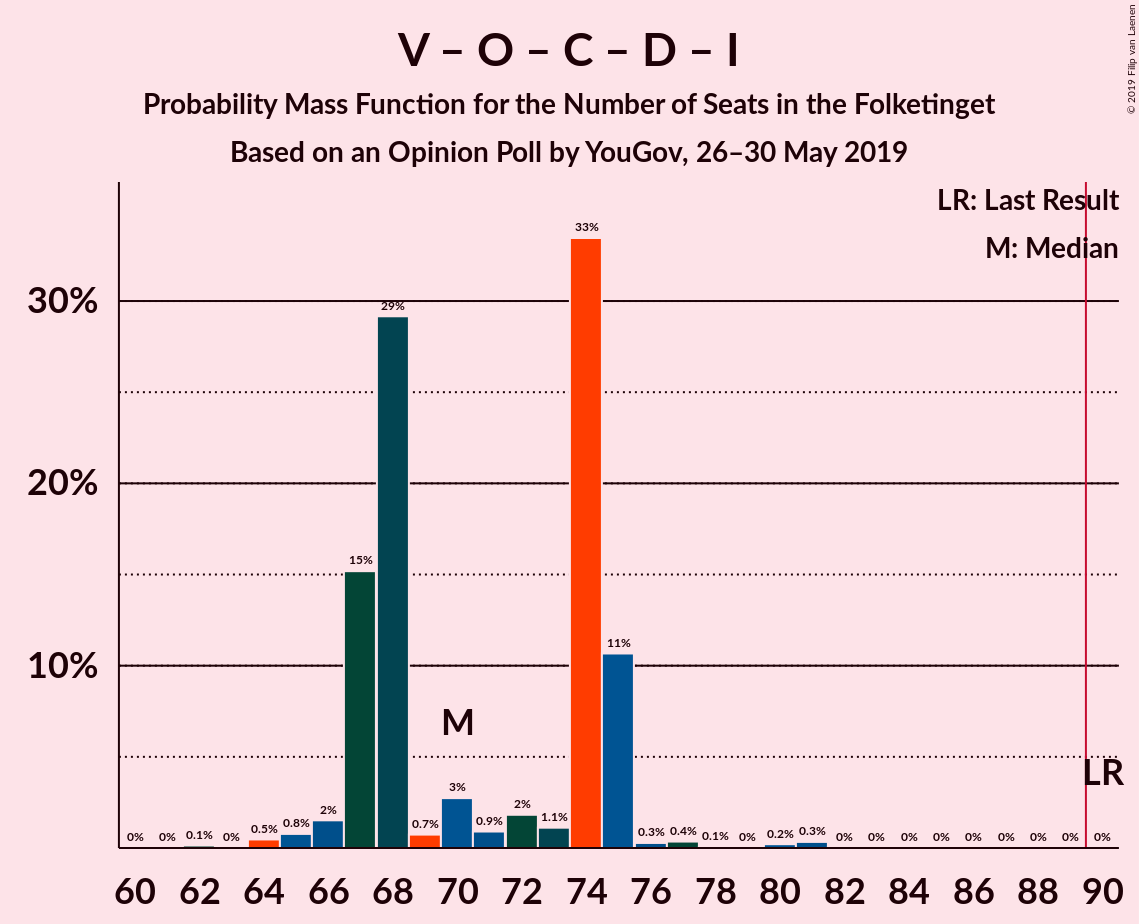 V – O – C – D – I
Probability Mass Function for the Number of Seats in the Folketinget
Based on an Opinion Poll by YouGov, 26–30 May 2019
© 2019 Filip van Laenen
LR: Last Result
M: Median
30%
20%
10%
0% 0% 0.1% 0% 0.5% 0.8% 2% 15% 29% 0.7% 3% 0.9% 2% 1.1% 33% 11% 0.3% 0.4% 0.1% 0% 0.2% 0.3% 0% 0% 0% 0% 0% 0% 0% 0% 0%
M
LR
60 62 64 66 68 70 72 74 76 78 80 82 84 86 88 90